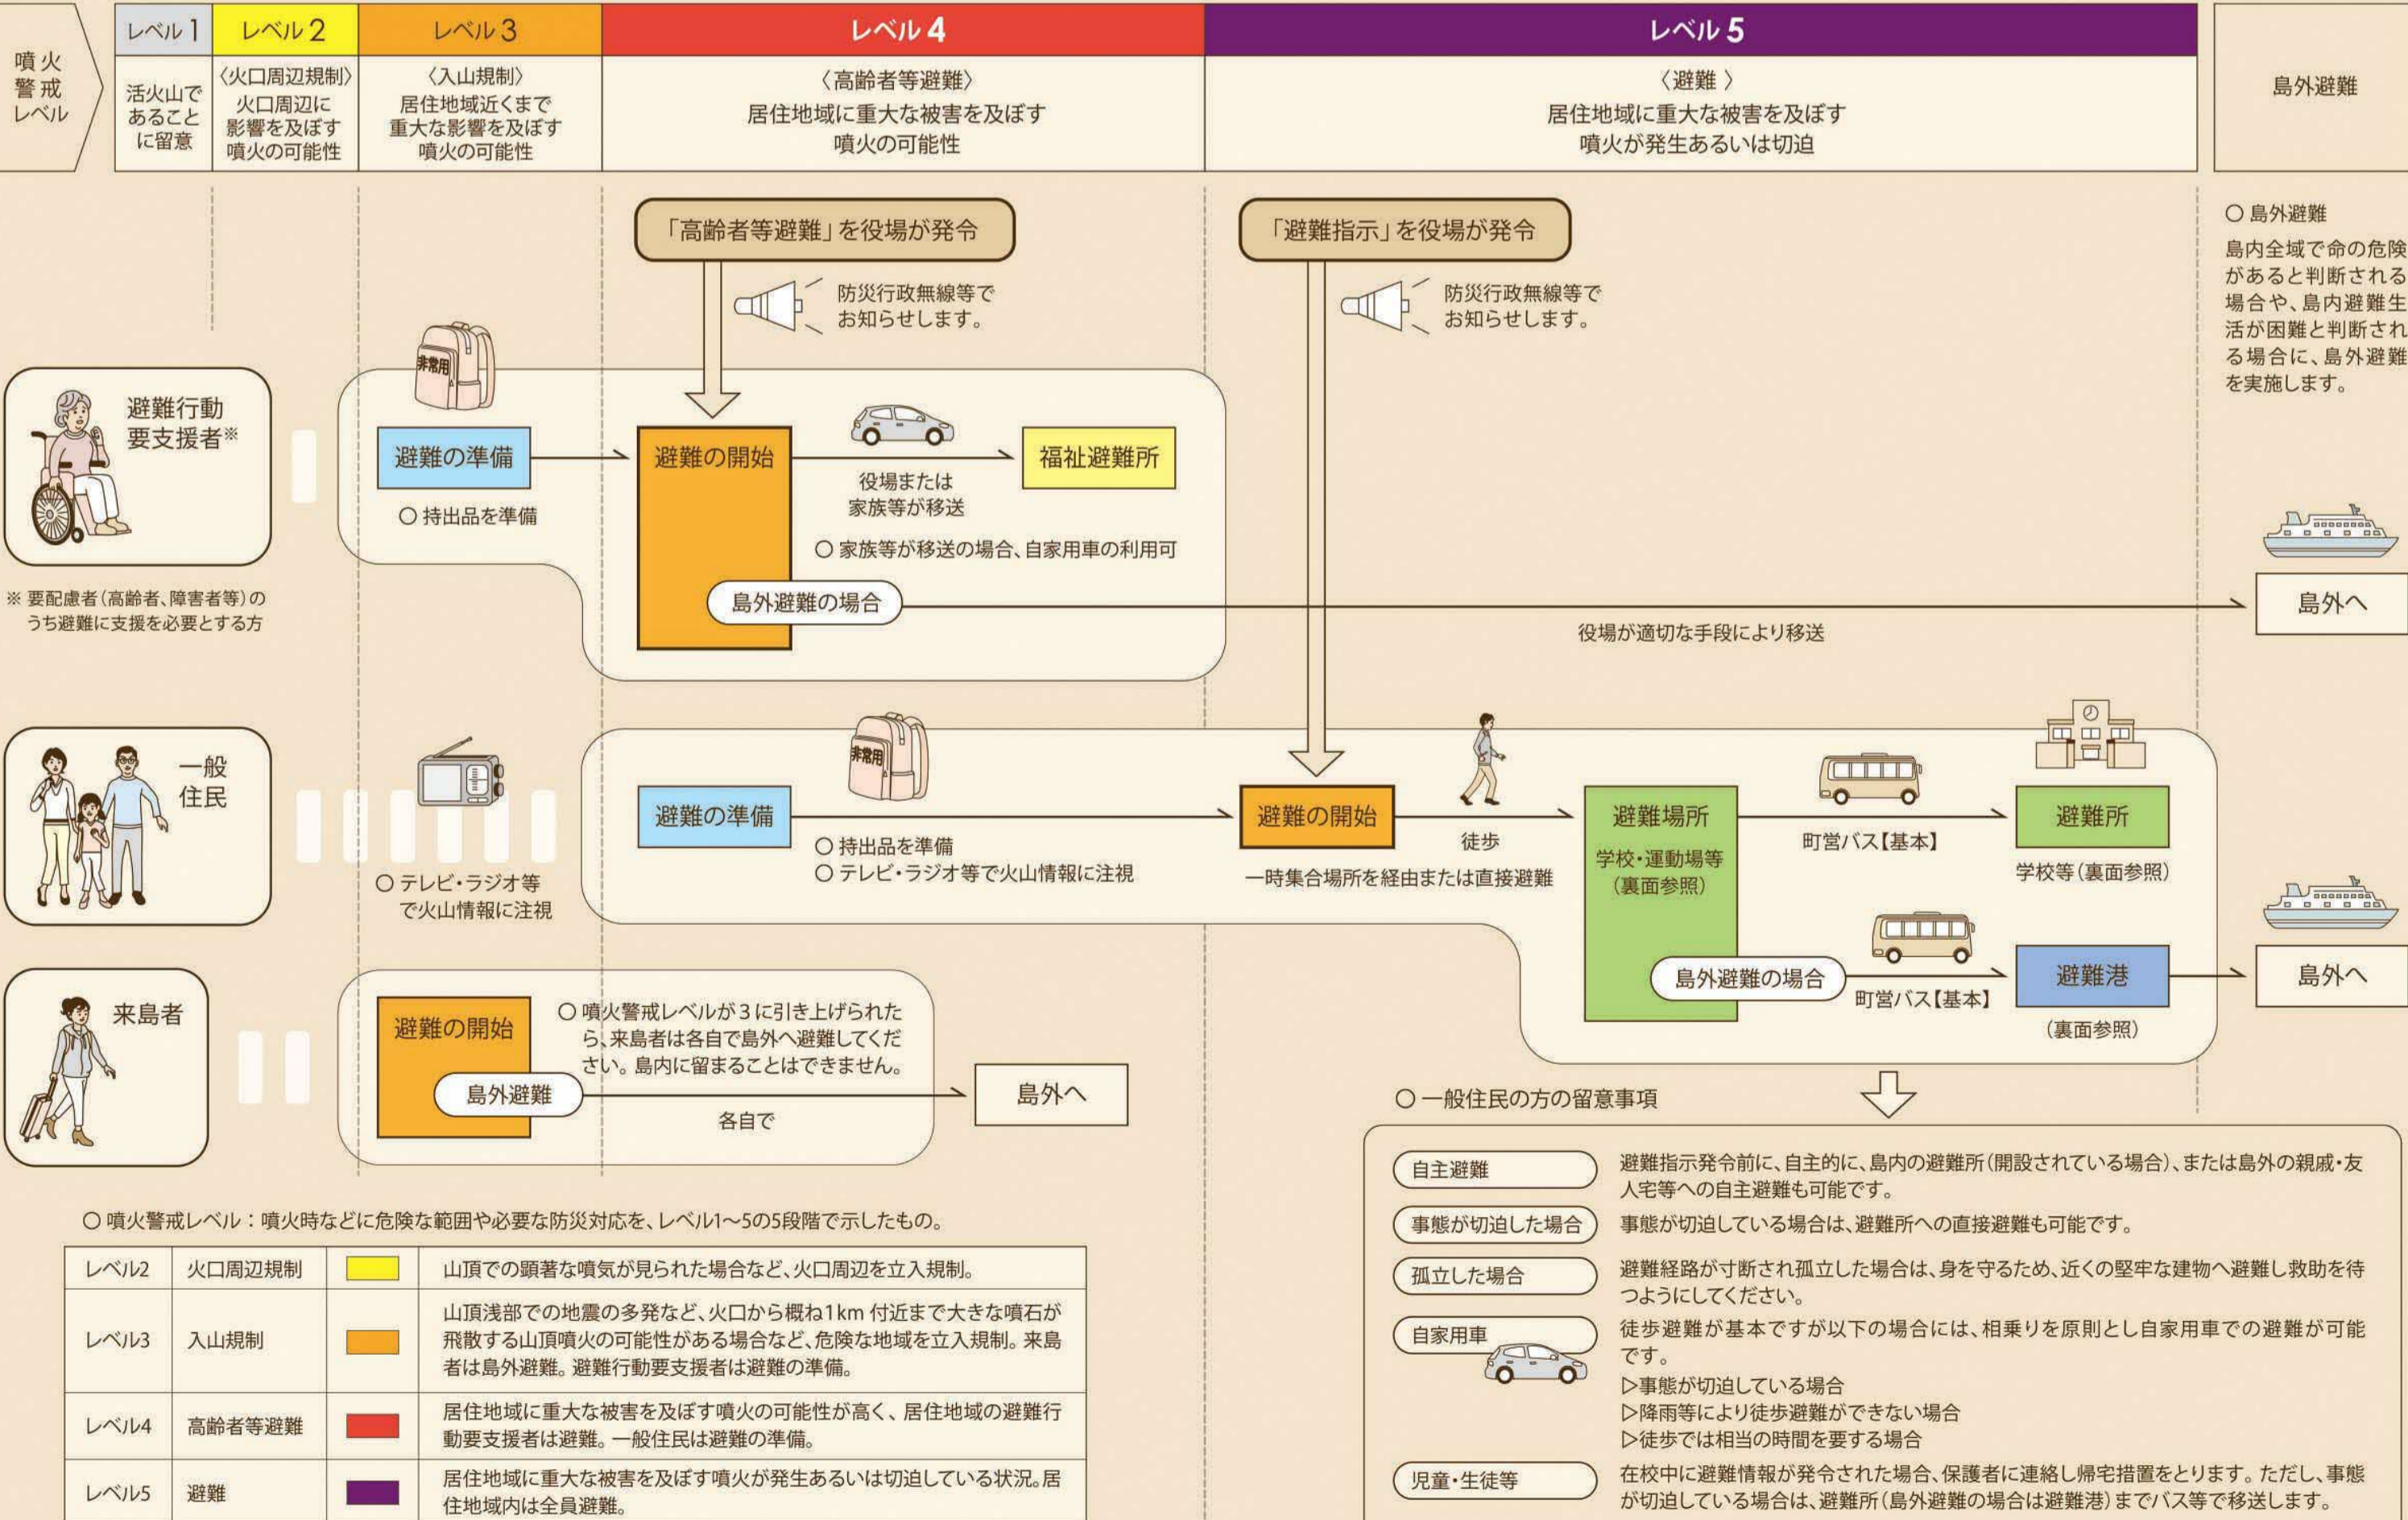 噴火
警戒
レベル
レベル 1
活火山で
あること
に留意
レベル 2
〈火口周辺規制〉
火口周辺に
影響を及ぼす
噴火の可能性
レベル 3
〈入山規制〉
居住地域近くまで
重大な影響を及ぼす
噴火の可能性
レベル 4
〈高齢者等避難〉
居住地域に重大な被害を及ぼす
噴火の可能性
レベル 5
〈避難 〉
居住地域に重大な被害を及ぼす
噴火が発生あるいは切迫
島外避難
「高齢者等避難」を役場が発令
防災行政無線等で
お知らせします。
「避難指示」を役場が発令
防災行政無線等で
お知らせします。
〇 島外避難
島内全域で命の危険
があると判断される
場合や、島内避難生
活が困難と判断され
る場合に、島外避難
を実施します。
避難行動
要支援者※
※ 要配慮者(高齢者、障害者等)の
うち避難に支援を必要とする方
非常用
避難の準備
〇 持出品を準備
避難の開始
役場または
家族等が移送
福祉避難所
〇 家族等が移送の場合、自家用車の利用可
島外避難の場合
役場が適切な手段により移送
島外へ
一般
住民
〇 テレビ・ラジオ等
で火山情報に注視
避難の準備
非常用
〇 持出品を準備
〇 テレビ・ラジオ等で火山情報に注視
避難の開始
徒歩
一時集合場所を経由または直接避難
避難場所
学校・運動場等
(裏面参照)
町営バス【基本】
避難所
学校等(裏面参照)
島外避難の場合
町営バス【基本】
避難港
(裏面参照)
島外へ
来島者
避難の開始
〇 噴火警戒レベルが3に引き上げられた
ら、来島者は各自で島外へ避難してくだ
さい。島内に留まることはできません。
島外避難
各自で
島外へ
〇 噴火警戒レベル：噴火時などに危険な範囲や必要な防災対応を、レベル1〜5の5段階で示したもの。
レベル2 火口周辺規制 山頂での顕著な噴気が見られた場合など、火口周辺を立入規制。
レベル3 入山規制
山頂浅部での地震の多発など、火口から概ね1km 付近まで大きな噴石が
飛散する山頂噴火の可能性がある場合など、危険な地域を立入規制。来島
者は島外避難。避難行動要支援者は避難の準備。
レベル4 高齢者等避難
居住地域に重大な被害を及ぼす噴火の可能性が高く、居住地域の避難行
動要支援者は避難。一般住民は避難の準備。
レベル5 避難
居住地域に重大な被害を及ぼす噴火が発生あるいは切迫している状況。居
住地域内は全員避難。
〇 一般住民の方の留意事項
自主避難
避難指示発令前に、自主的に、島内の避難所(開設されている場合)、または島外の親戚・友
人宅等への自主避難も可能です。
事態が切迫した場合
事態が切迫している場合は、避難所への直接避難も可能です。
孤立した場合
避難経路が寸断され孤立した場合は、身を守るため、近くの堅牢な建物へ避難し救助を待
つようにしてください。
自家用車
徒歩避難が基本ですが以下の場合には、相乗りを原則とし自家用車での避難が可能
です。
▷事態が切迫している場合
▷降雨等により徒歩避難ができない場合
▷徒歩では相当の時間を要する場合
児童・生徒等
在校中に避難情報が発令された場合、保護者に連絡し帰宅措置をとります。ただし、事態
が切迫している場合は、避難所(島外避難の場合は避難港)までバス等で移送します。